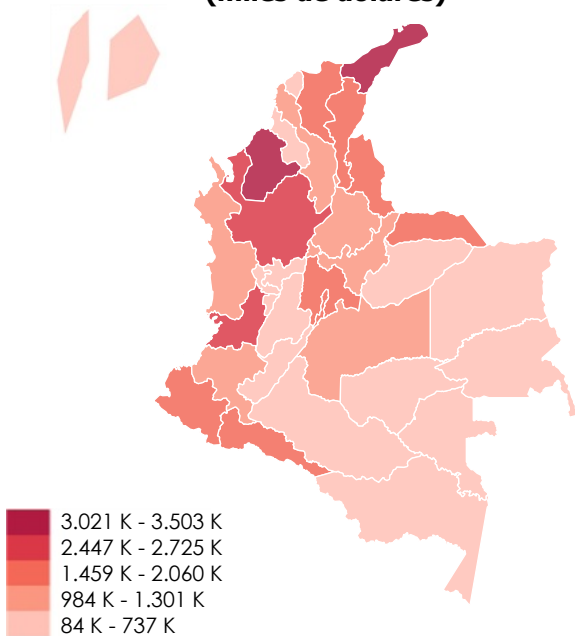 (miles de dólares)
3.021 K - 3.503 K
2.447 K - 2.725 K
1.459 K - 2.060 K
984 K - 1.301 K
84 K - 737 K